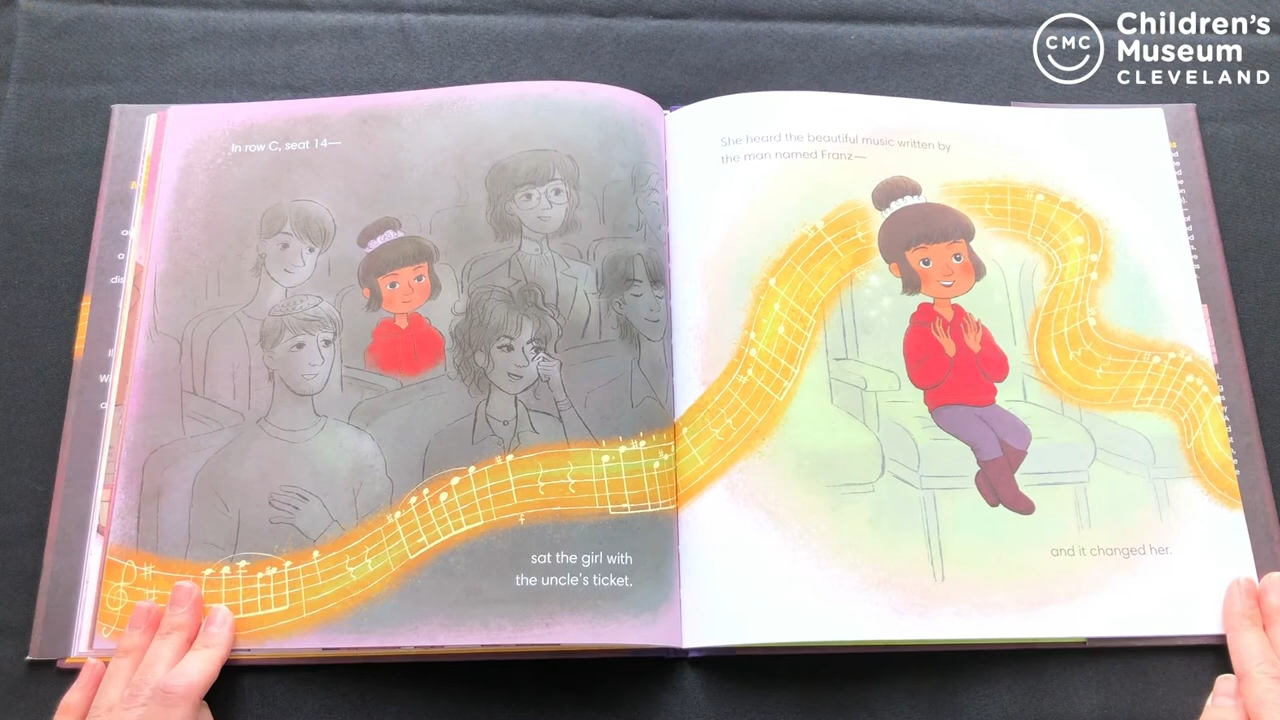 CMC
Children's
Museum
CLEVELAND
In row C, seat 14—
sat the girl with
the uncle's ticket.
She heard the beautiful music written by
the man named Franz—
and it changed her.